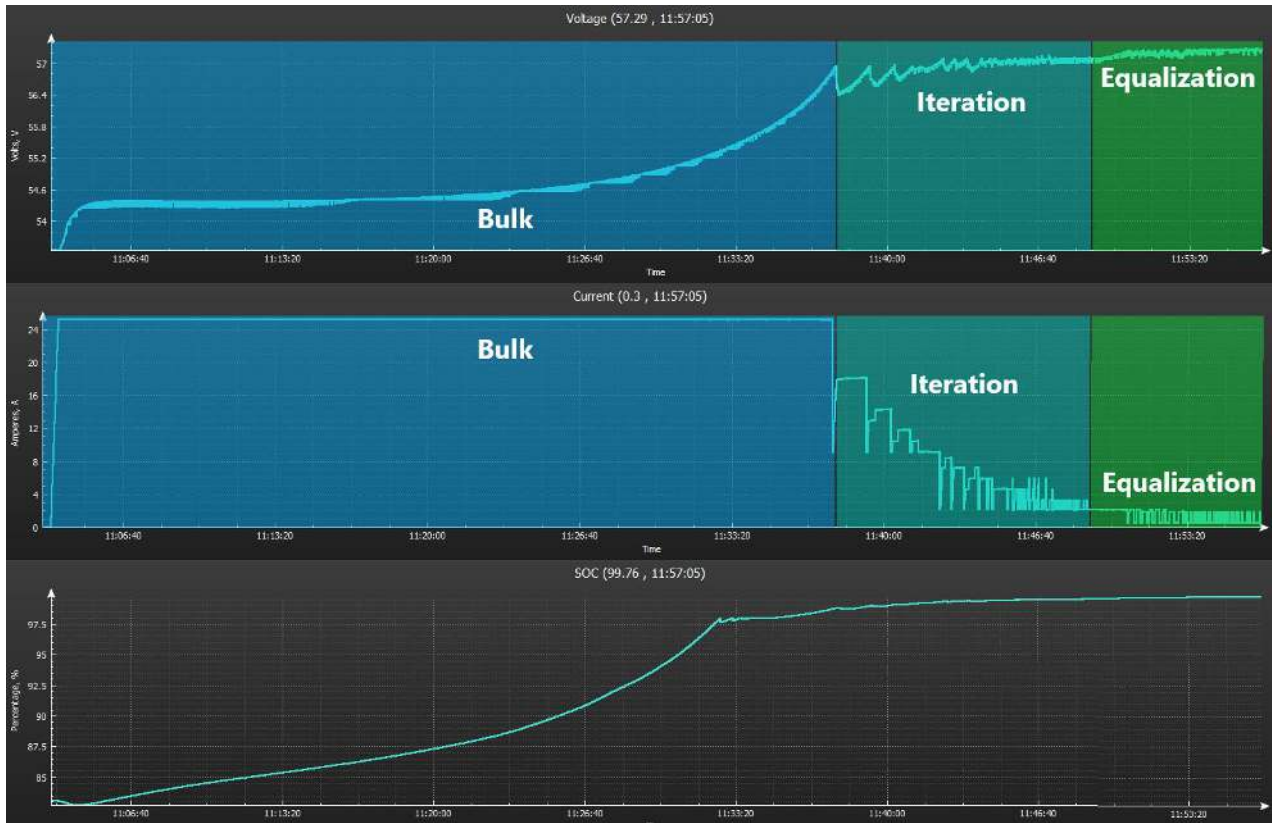 Voltage (57.29 , 11:57:05)
Volts, V
57
56.4
55.8
55.2
54.6
54
Bulk
Iteration
Equalization
11:06:40 11:13:20 11:20:00 11:26:40 11:33:20 11:40:00 11:46:40 11:53:20
Time
Current (0.3 , 11:57:05)
Amperes, A
24
20
16
12
8
4
0
Bulk
Iteration
Equalization
11:06:40 11:13:20 11:20:00 11:26:40 11:33:20 11:40:00 11:46:40 11:53:20
Time
SOC (99.76 , 11:57:05)
Percentage, %
97.5
95
92.5
90
87.5
85
11:06:40 11:13:20 11:20:00 11:26:40 11:33:20 11:40:00 11:46:40 11:53:20